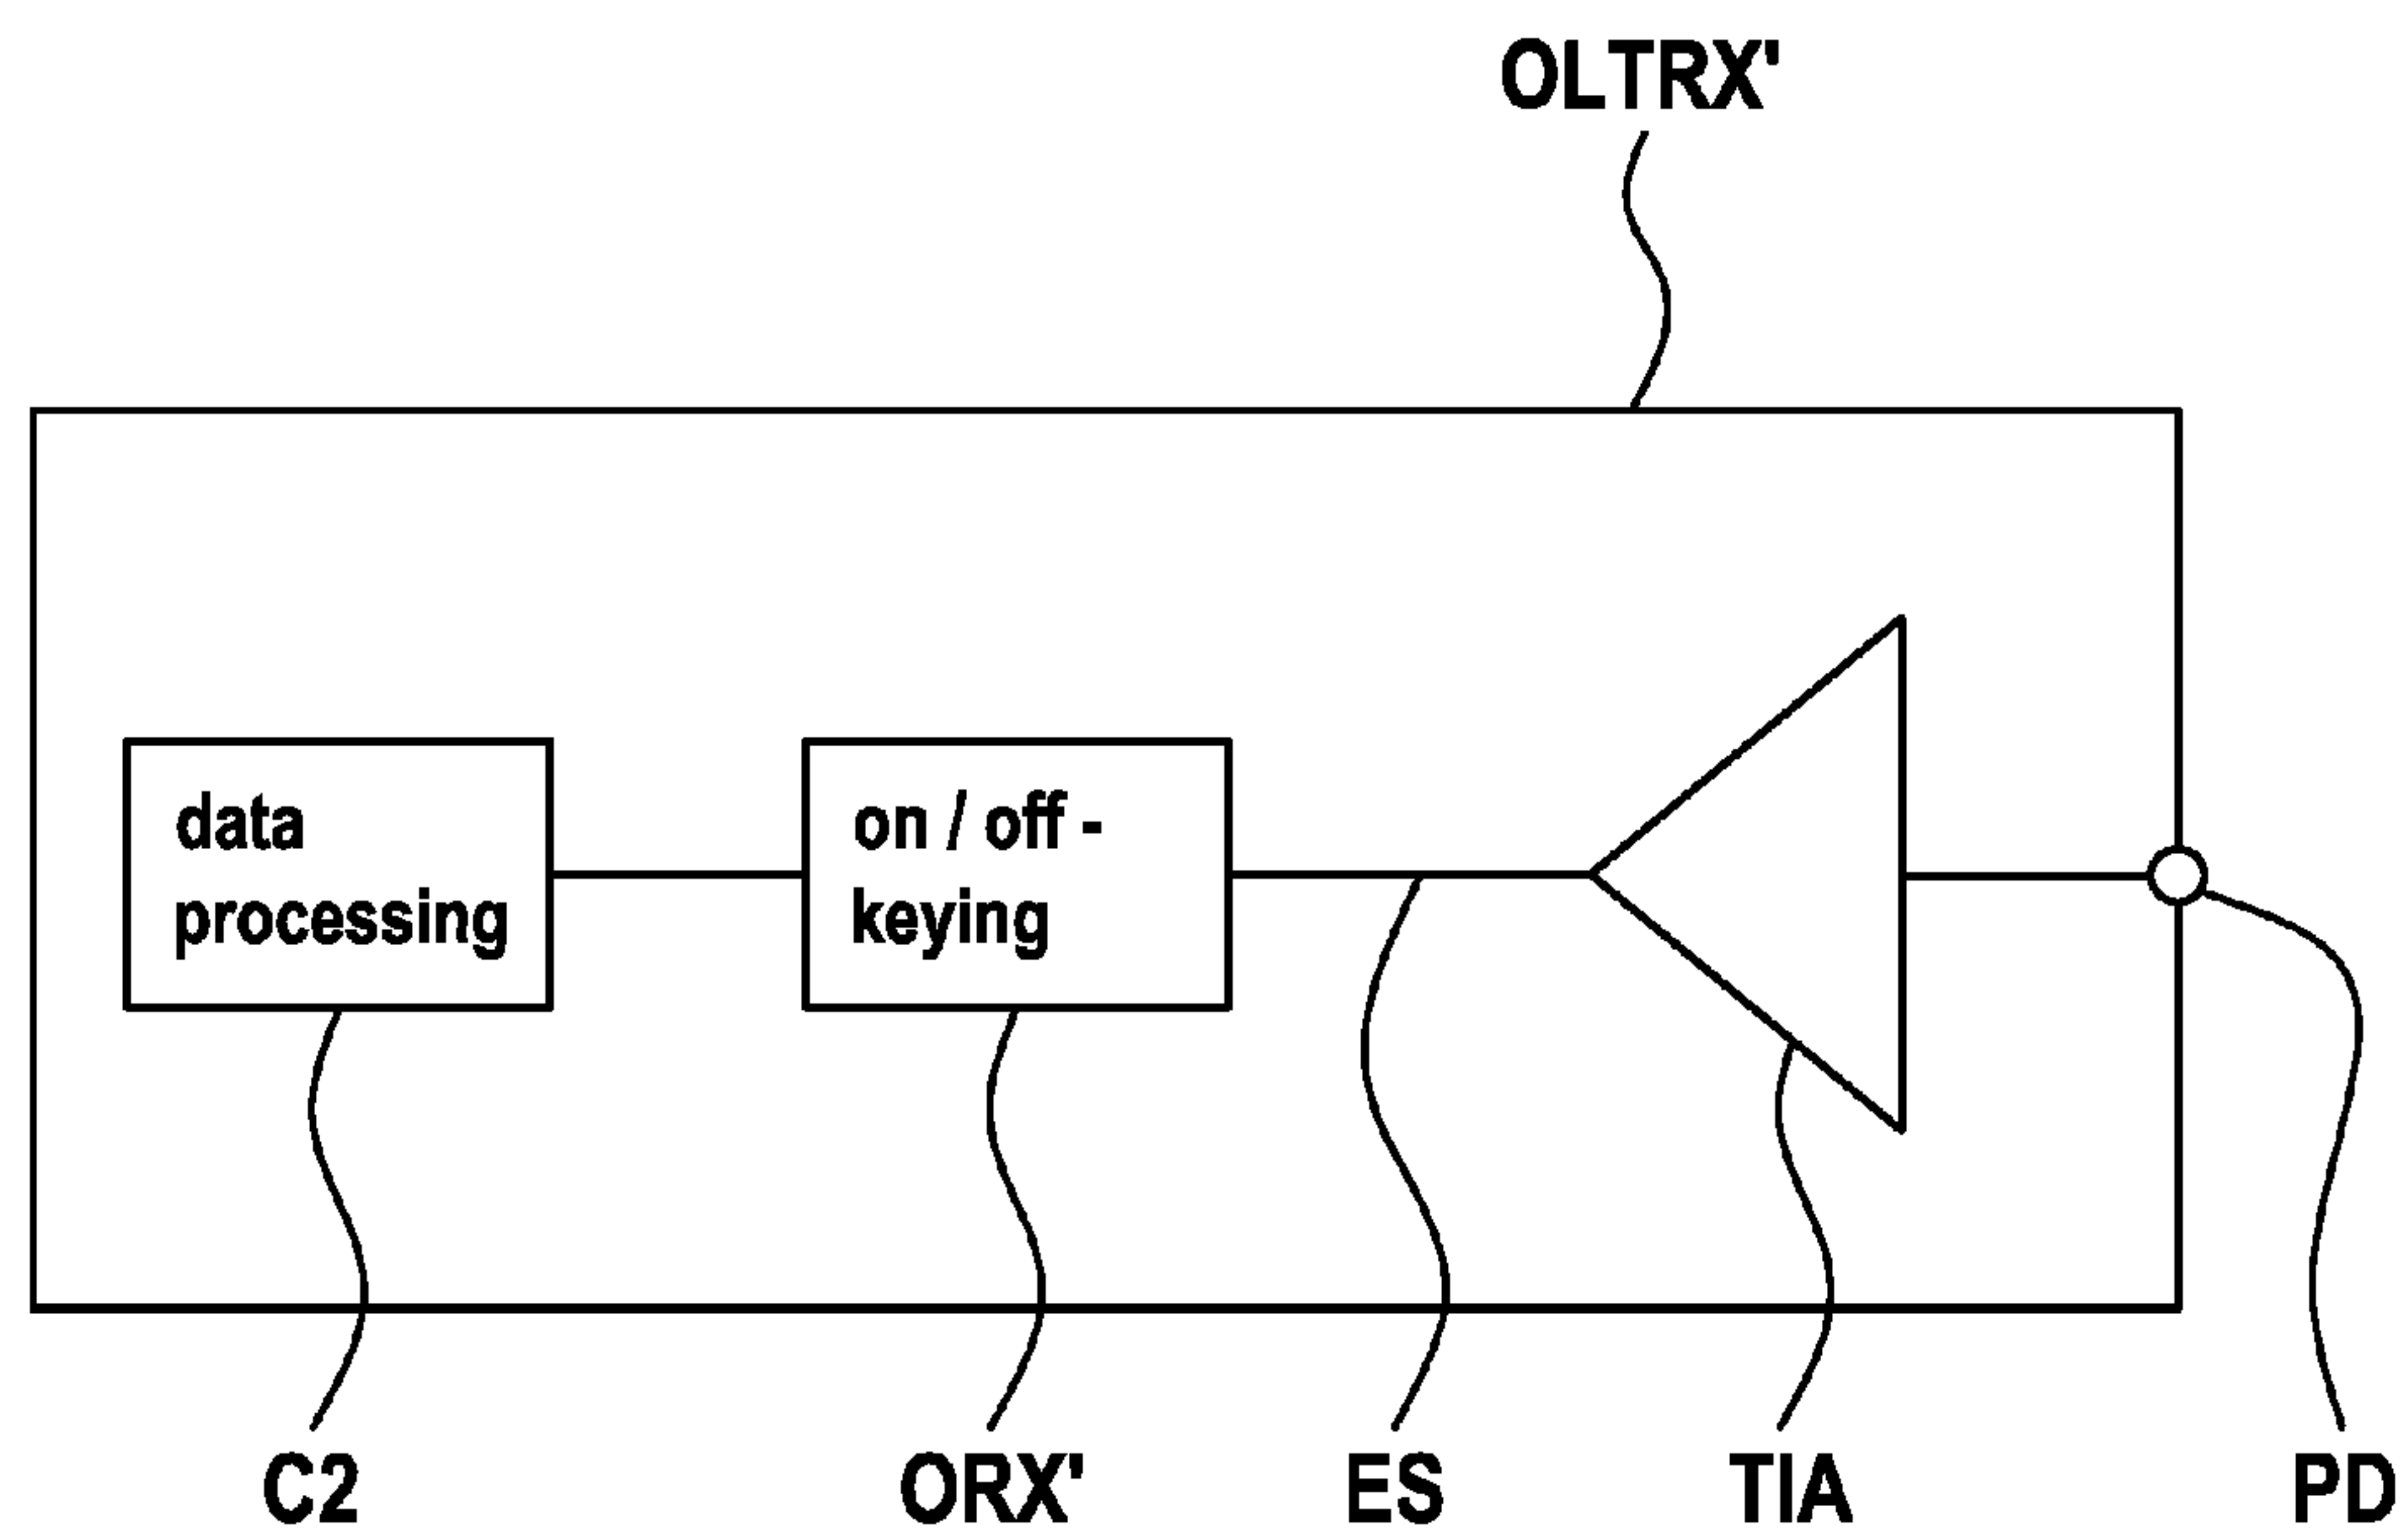 OLTRX'
data
processing
on / off -
keying
C2
ORX'
ES
TIA
PD